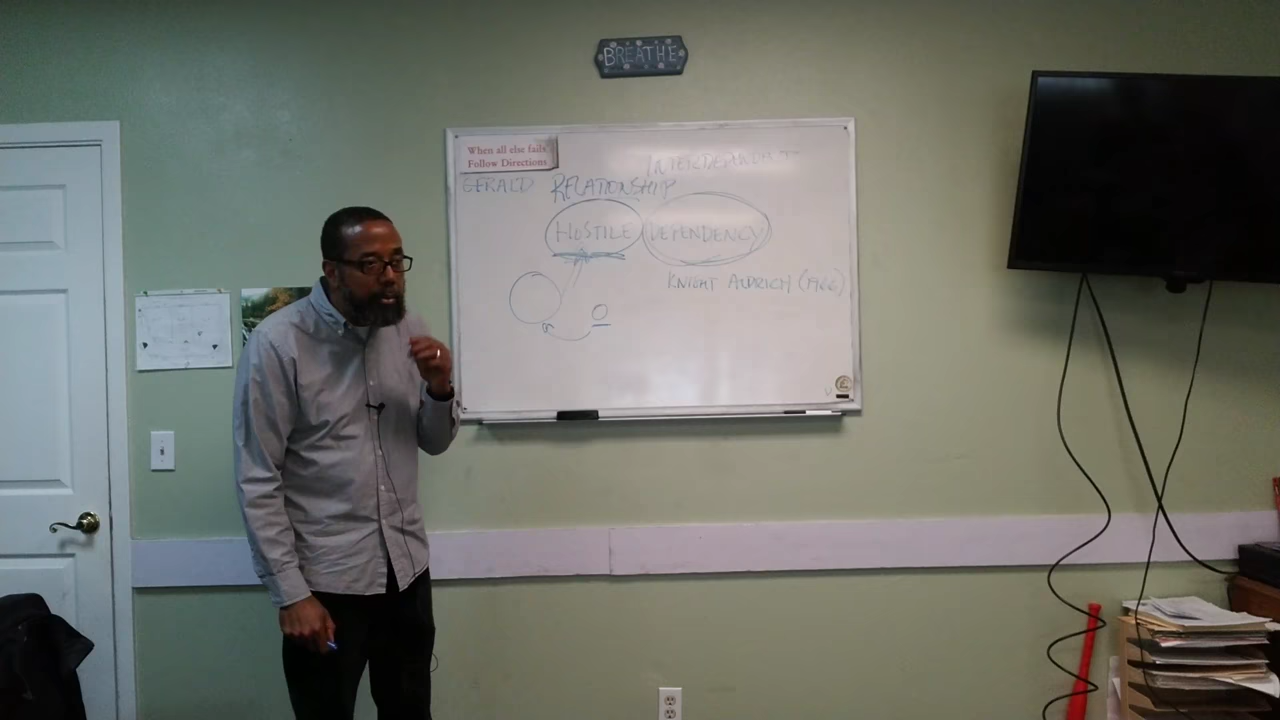 BREATHE
When all else fails
Follow Directions
INTERDEPENDENT
GERALD RELATIONSHIP
HOSTILE DEPENDENCY
KNIGHT ALDRICH (1966)